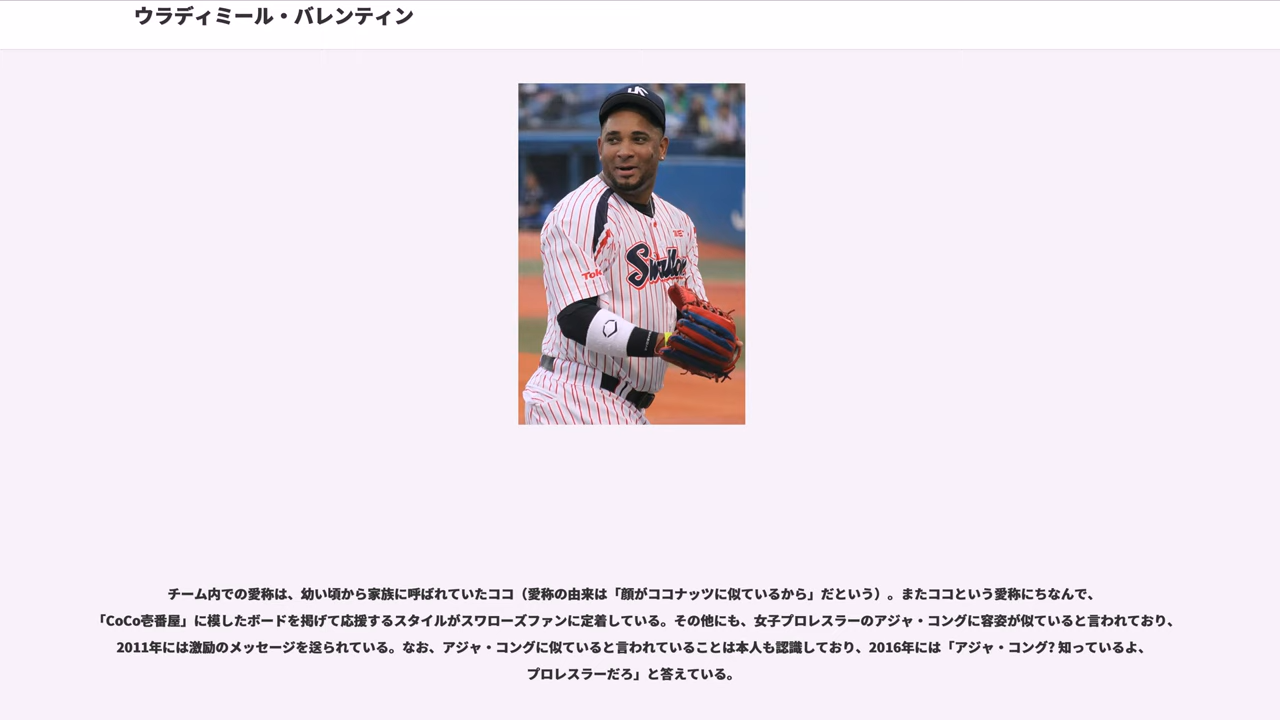 ウラディミール・バレンティン
Swallo
Tok
チーム内での愛称は、幼い頃から家族に呼ばれていたココ（愛称の由来は「顔がココナッツに似ているから」だという）。またココという愛称にちなんで、
「CoCo壱番屋」に模したボードを掲げて応援するスタイルがスワローズファンに定着している。その他にも、女子プロレスラーのアジャ・コングに容姿が似ていると言われており、
2011年には激励のメッセージを送られている。なお、アジャ・コングに似ていると言われていることは本人も認識しており、2016年には「アジャ・コング? 知っているよ、
プロレスラーだろ」と答えている。